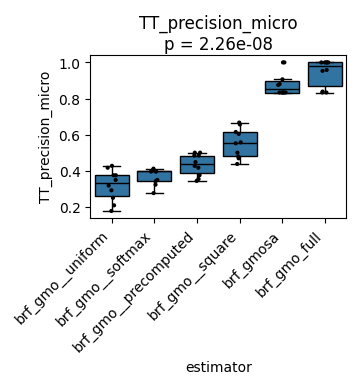 TT_precision_micro
p = 2.26e-08
TT_precision_micro
1.0
0.8
0.6
0.4
0.2
brf_gmo__uniform
brf_gmo__softmax
brf_gmo__precomputed
brf_gmo__square
brf_gmosa
brf_gmo_full
estimator